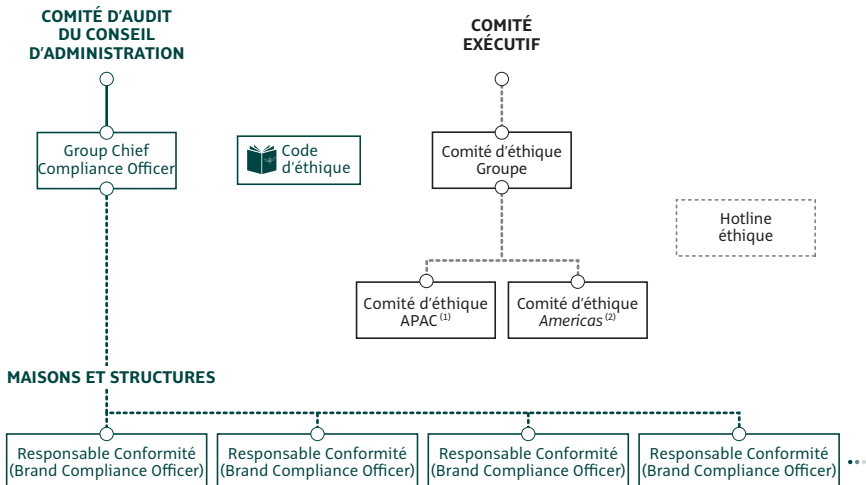 COMITÉ D’AUDIT
DU CONSEIL
D’ADMINISTRATION
COMITÉ
EXÉCUTIF
Group Chief
Compliance Officer
Code
d’éthique
Comité d’éthique
Groupe
Hotline
éthique
Comité d’éthique
APAC (1)
Comité d’éthique
Americas (2)
MAISONS ET STRUCTURES
Responsable Conformité
(Brand Compliance Officer)
Responsable Conformité
(Brand Compliance Officer)
Responsable Conformité
(Brand Compliance Officer)
Responsable Conformité
(Brand Compliance Officer)
...